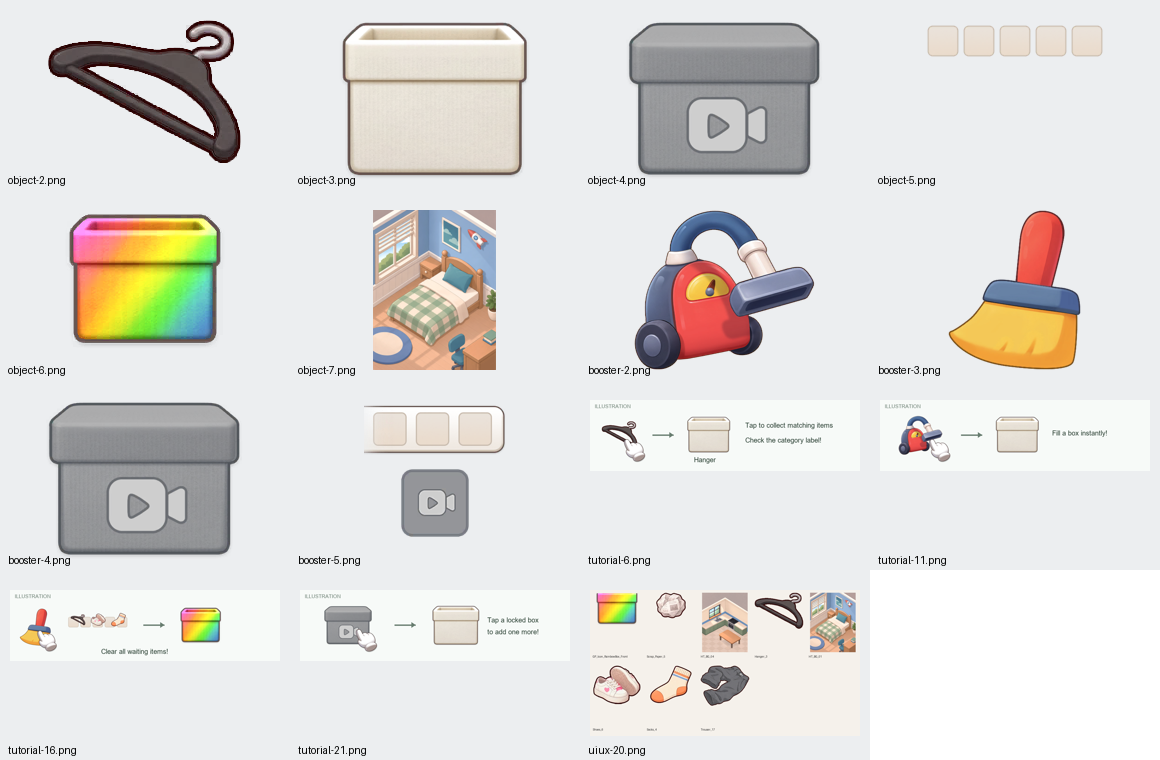 object-2.png
object-3.png
object-4.png
object-5.png
object-6.png
object-7.png
booster-2.png
booster-3.png
booster-4.png
booster-5.png
ILLUSTRATION
Tap to collect matching items
Check the category label!
Hanger
tutorial-6.png
ILLUSTRATION
Fill a box instantly!
tutorial-11.png
ILLUSTRATION
Clear all waiting items!
tutorial-16.png
ILLUSTRATION
Tap a locked box
to add one more!
tutorial-21.png
uiux-20.png